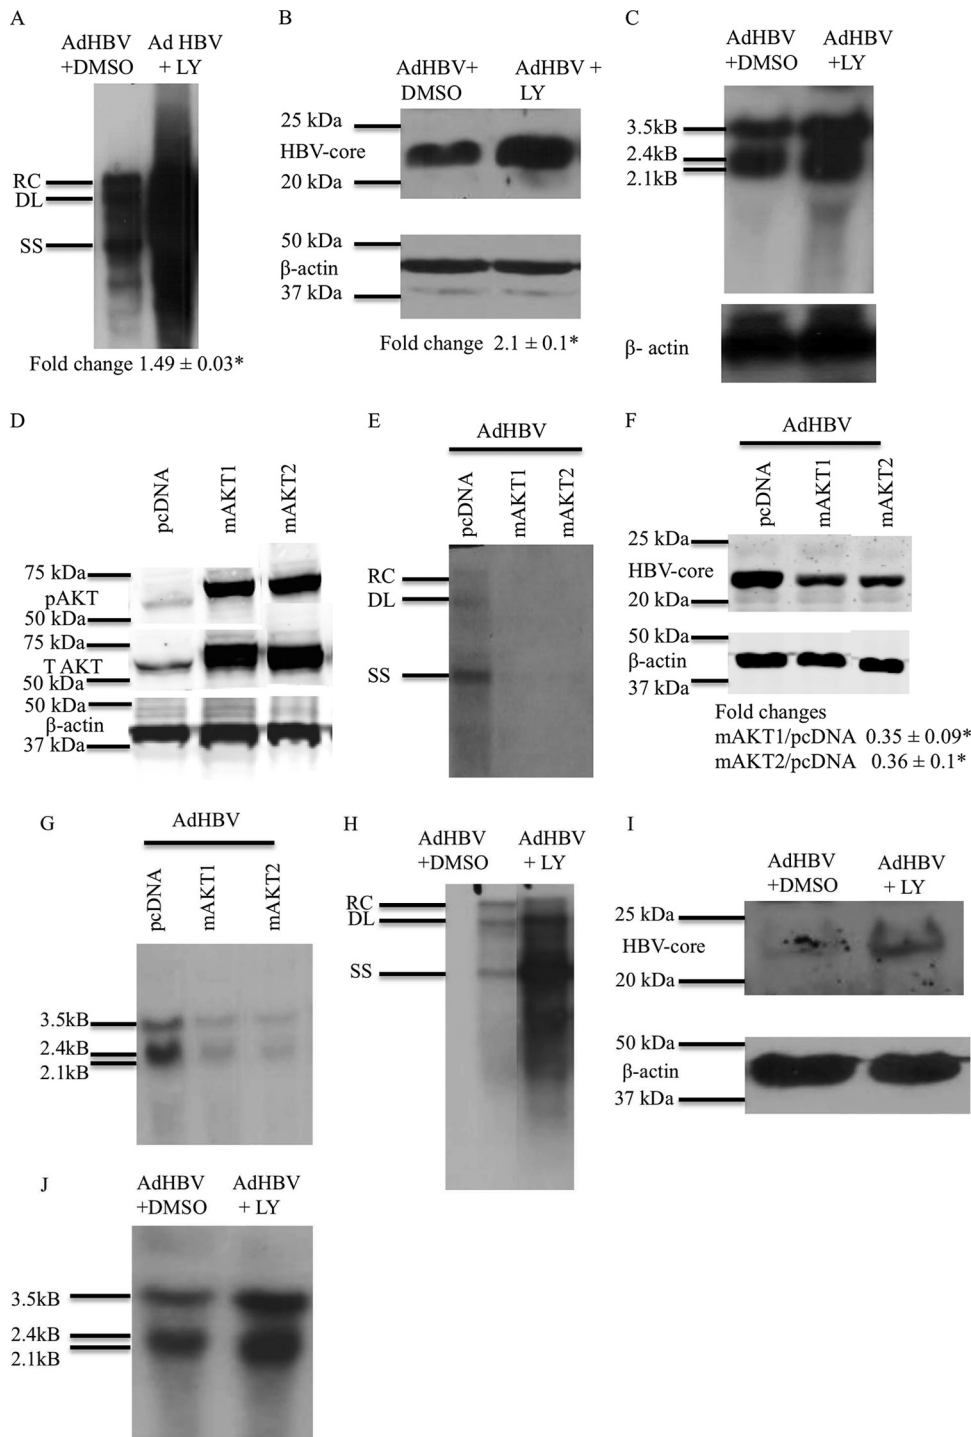 A
AdHBV Ad HBV
+DMSO + LY
RC
DL
SS
Fold change 1.49 ± 0.03*
B
AdHBV+ AdHBV +
DMSO LY
25 kDa
HBV-core
20 kDa
50 kDa
β-actin
37 kDa
Fold change 2.1 ± 0.1*
C
AdHBV AdHBV
+DMSO +LY
3.5kB
2.4kB
2.1kB
β- actin
D
pcDNA
mAKT1
mAKT2
75 kDa
pAKT
50 kDa
75 kDa
T AKT
50 kDa
50 kDa
β-actin
37 kDa
E
AdHBV
pcDNA
mAKT1
mAKT2
RC
DL
SS
F
AdHBV
pcDNA
mAKT1
mAKT2
25 kDa
HBV-core
20 kDa
50 kDa
β-actin
37 kDa
Fold changes
mAKT1/pcDNA 0.35 ± 0.09*
mAKT2/pcDNA 0.36 ± 0.1*
G
AdHBV
pcDNA
mAKT1
mAKT2
3.5kB
2.4kB
2.1kB
H
AdHBV AdHBV
+DMSO + LY
RC
DL
SS
I
AdHBV AdHBV
+DMSO + LY
25 kDa
HBV-core
20 kDa
50 kDa
β-actin
37 kDa
J
AdHBV AdHBV
+DMSO + LY
3.5kB
2.4kB
2.1kB